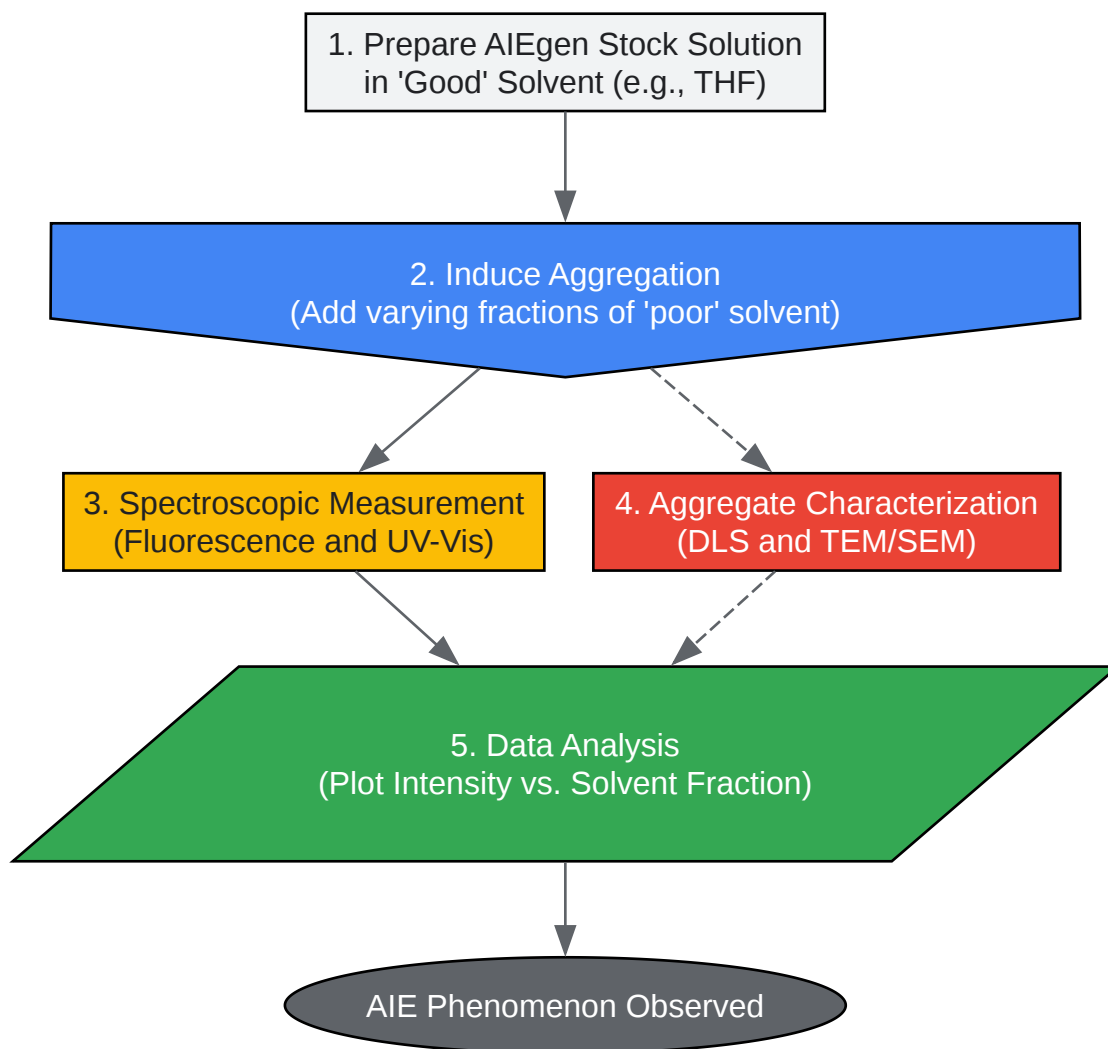 1. Prepare AIEgen Stock Solution
in 'Good' Solvent (e.g., THF)
2. Induce Aggregation
(Add varying fractions of 'poor' solvent)
3. Spectroscopic Measurement
(Fluorescence and UV-Vis)
4. Aggregate Characterization
(DLS and TEM/SEM)
5. Data Analysis
(Plot Intensity vs. Solvent Fraction)
AIE Phenomenon Observed